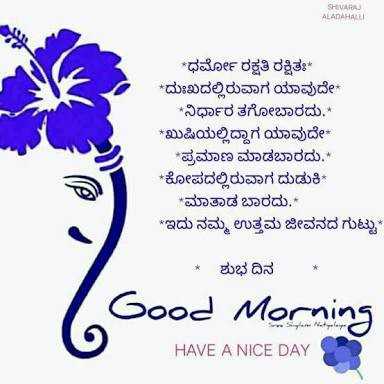 SHIVARAJ
ALADAHALLI
*ಧರ್ಮೋ ರಕ್ಷತಿ ರಕ್ಷಿತಃ*
*ದುಃಖದಲ್ಲಿರುವಾಗ ಯಾವುದೇ*
*ನಿರ್ಧಾರ ತಗೋಬಾರದು.*
*ಖುಷಿಯಲ್ಲಿದ್ದಾಗ ಯಾವುದೇ*
*ಪ್ರಮಾಣ ಮಾಡಬಾರದು.*
*ಕೋಪದಲ್ಲಿರುವಾಗ ದುಡುಕಿ*
*ಮಾತಾಡ ಬಾರದು.*
*ಇದು ನಮ್ಮ ಉತ್ತಮ ಜೀವನದ ಗುಟ್ಟು*
* ಶುಭ ದಿನ *
Good Morning
HAVE A NICE DAY